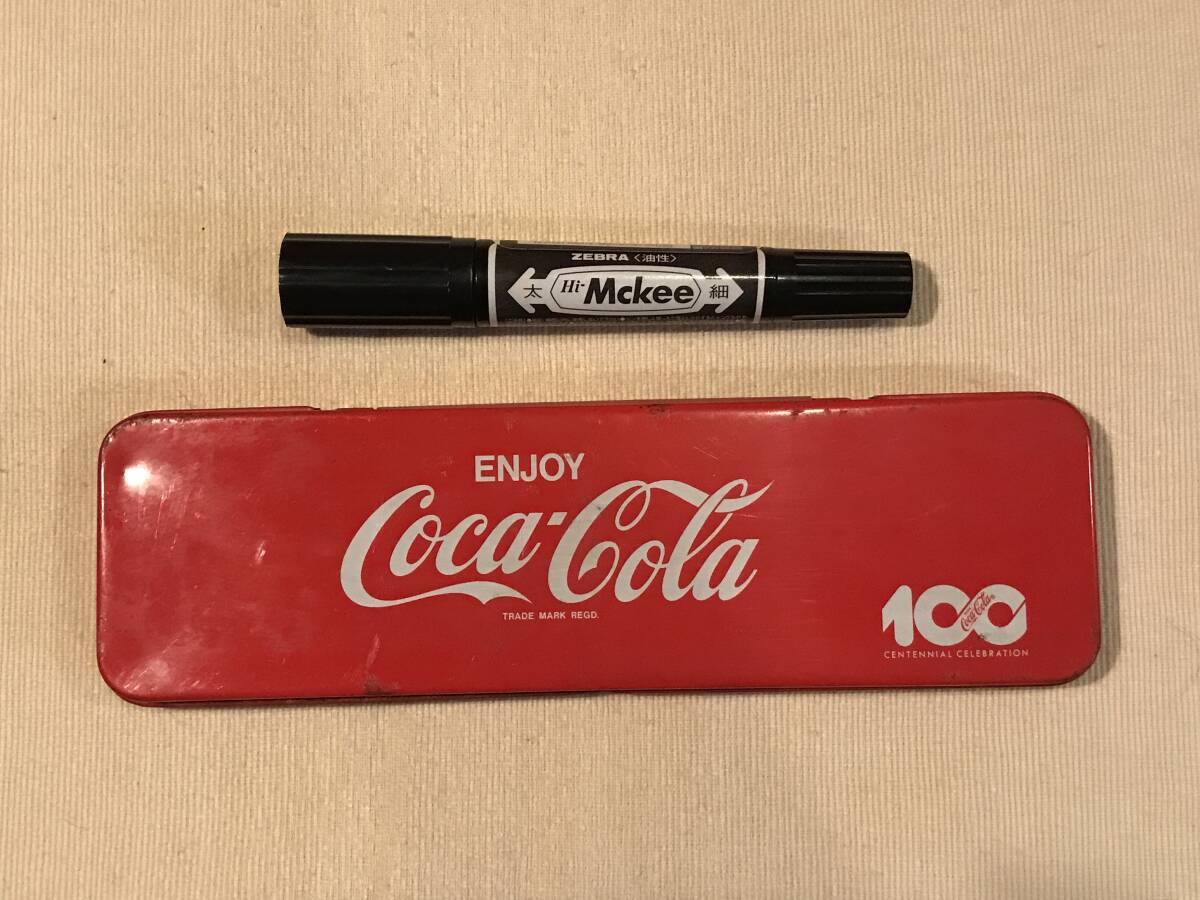 ZEBRA〈油性〉
太 Hi-Mckee 細
ENJOY
Coca-Cola
TRADE MARK REGD.
100
Coca-Cola
CENTENNIAL CELEBRATION